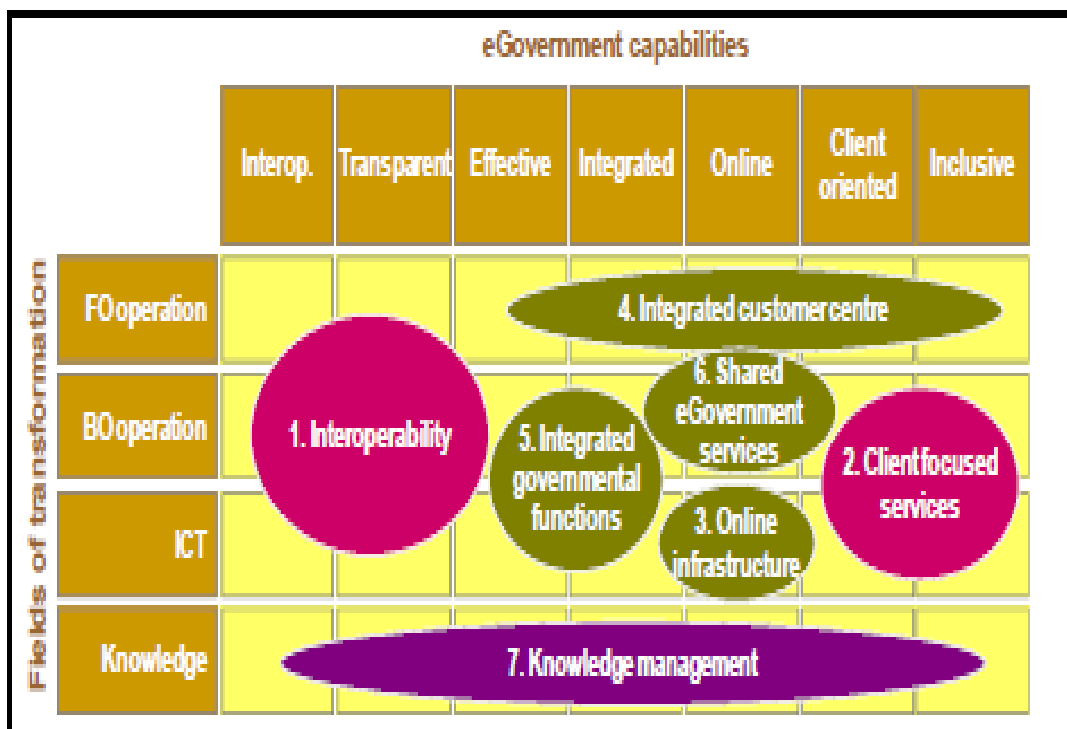 eGovernment capabilities
Interop.
Transparent
Effective
Integrated
Online
Client
oriented
Inclusive
Fields of transformation
FO operation
BO operation
ICT
Knowledge
4. Integrated customer centre
6. Shared
eGovernment
services
1. Interoperability
5. Integrated
governmental
functions
2. Client focused
services
3. Online
infrastructure
7. Knowledge management